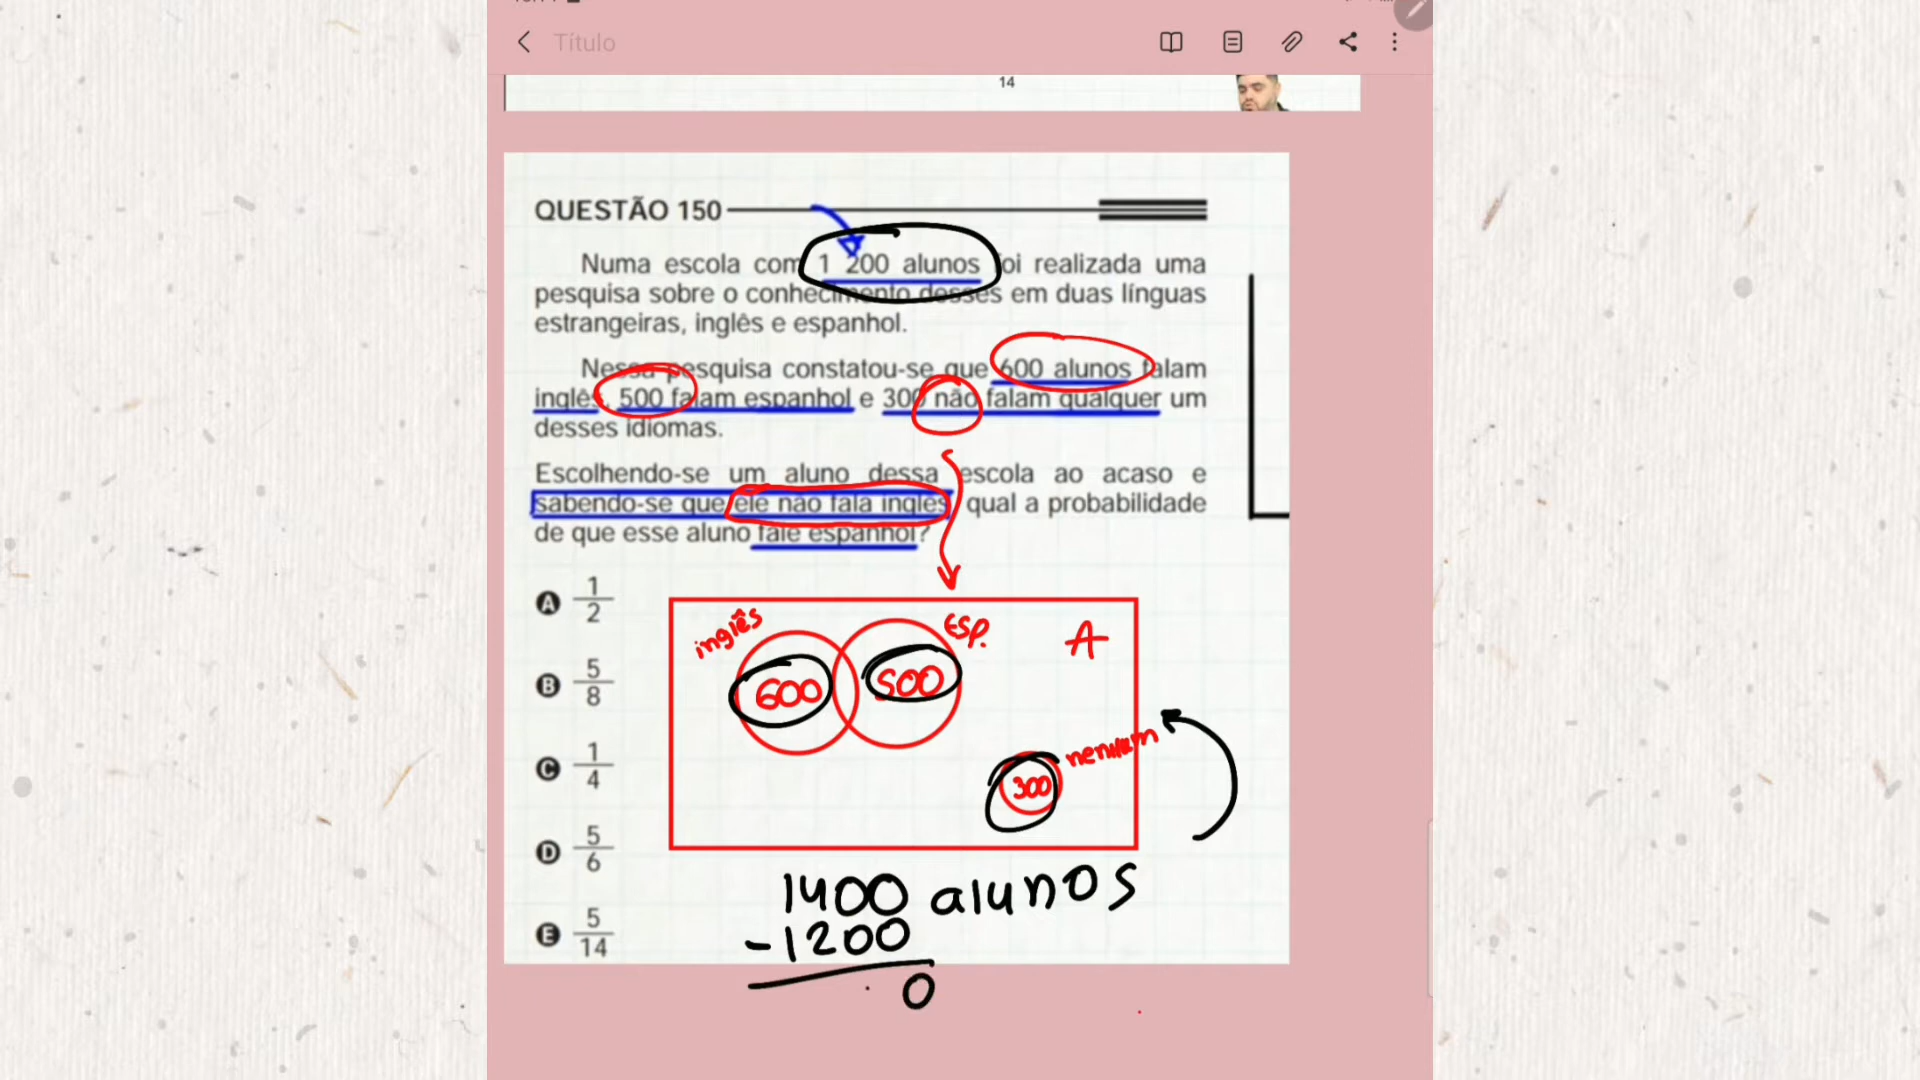 Título
14
QUESTÃO 150
Numa escola com 1 200 alunos foi realizada uma
pesquisa sobre o conhecimento desses em duas línguas
estrangeiras, inglês e espanhol.
Nessa pesquisa constatou-se que 600 alunos falam
inglês, 500 falam espanhol e 300 não falam qualquer um
desses idiomas.
Escolhendo-se um aluno dessa escola ao acaso e
sabendo-se que ele não fala inglês qual a probabilidade
de que esse aluno fale espanhol?
A 1/2
B 5/8
C 1/4
D 5/6
E 5/14
inglês
Esp.
A
600
500
300
nenhum
1400 alunos
-1200
0